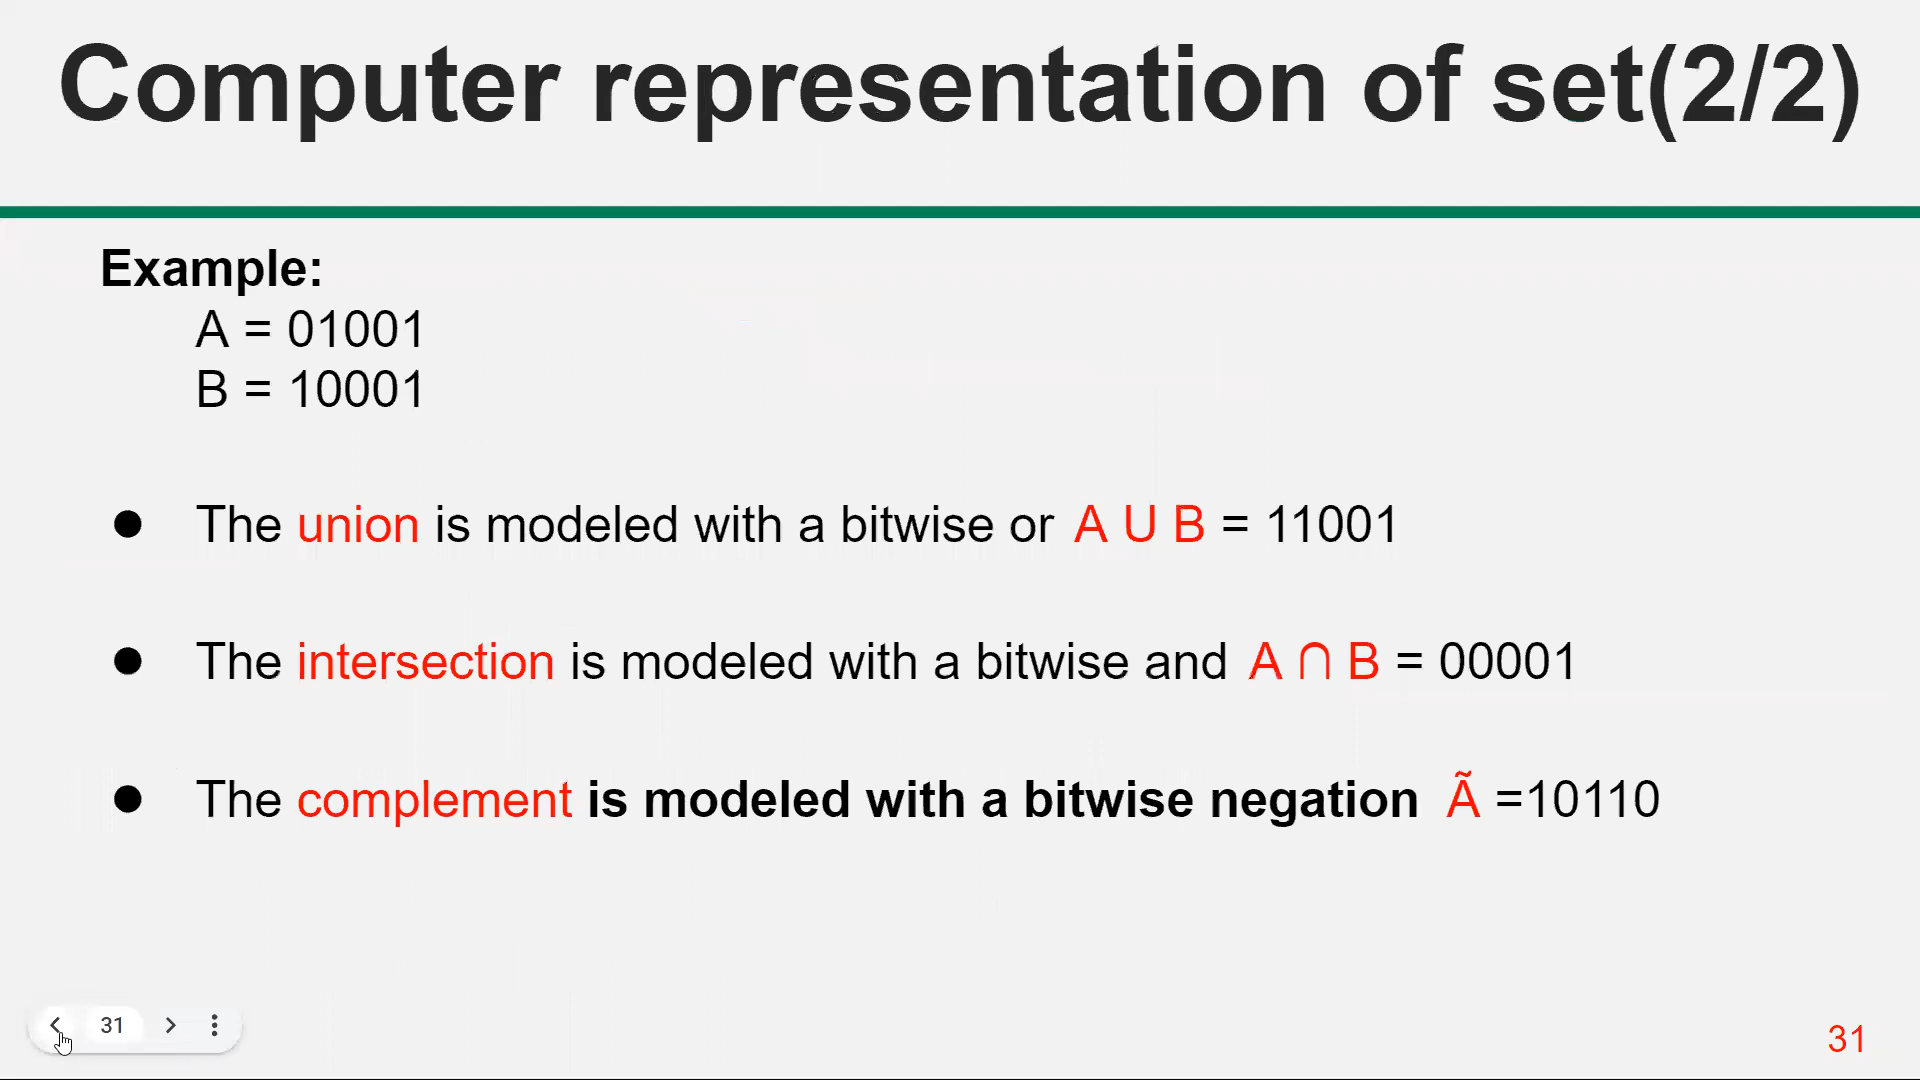 Computer representation of set(2/2)
Example:
A = 01001
B = 10001
● The union is modeled with a bitwise or A U B = 11001
● The intersection is modeled with a bitwise and A ∩ B = 00001
● The complement is modeled with a bitwise negation Ã =10110
31
31